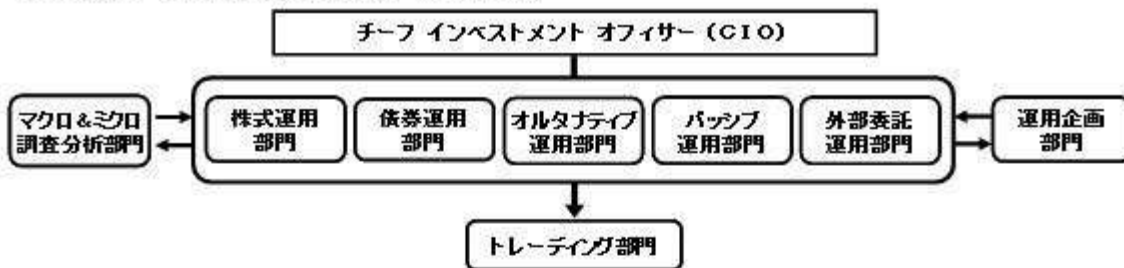 チーフ インベストメント オフィサー（ＣＩＯ）
マクロ＆ミクロ
調査分析部門
株式運用
部門
債券運用
部門
オルタナティブ
運用部門
パッシブ
運用部門
外部委託
運用部門
運用企画
部門
トレーディング部門